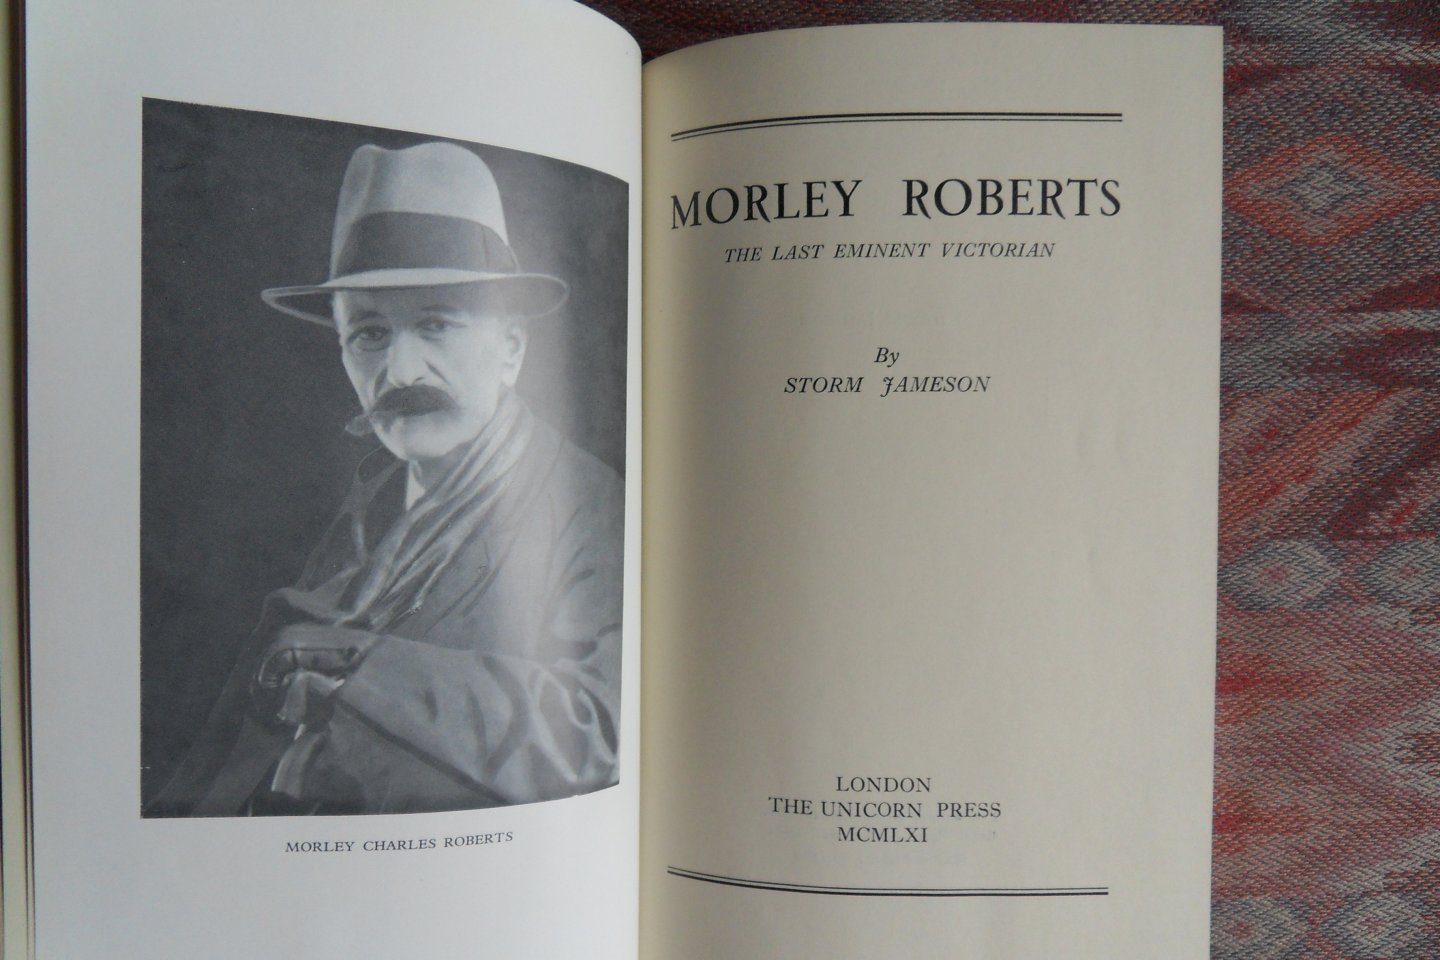 MORLEY CHARLES ROBERTS
MORLEY ROBERTS
THE LAST EMINENT VICTORIAN
By
STORM JAMESON
LONDON
THE UNICORN PRESS
MCMLXI